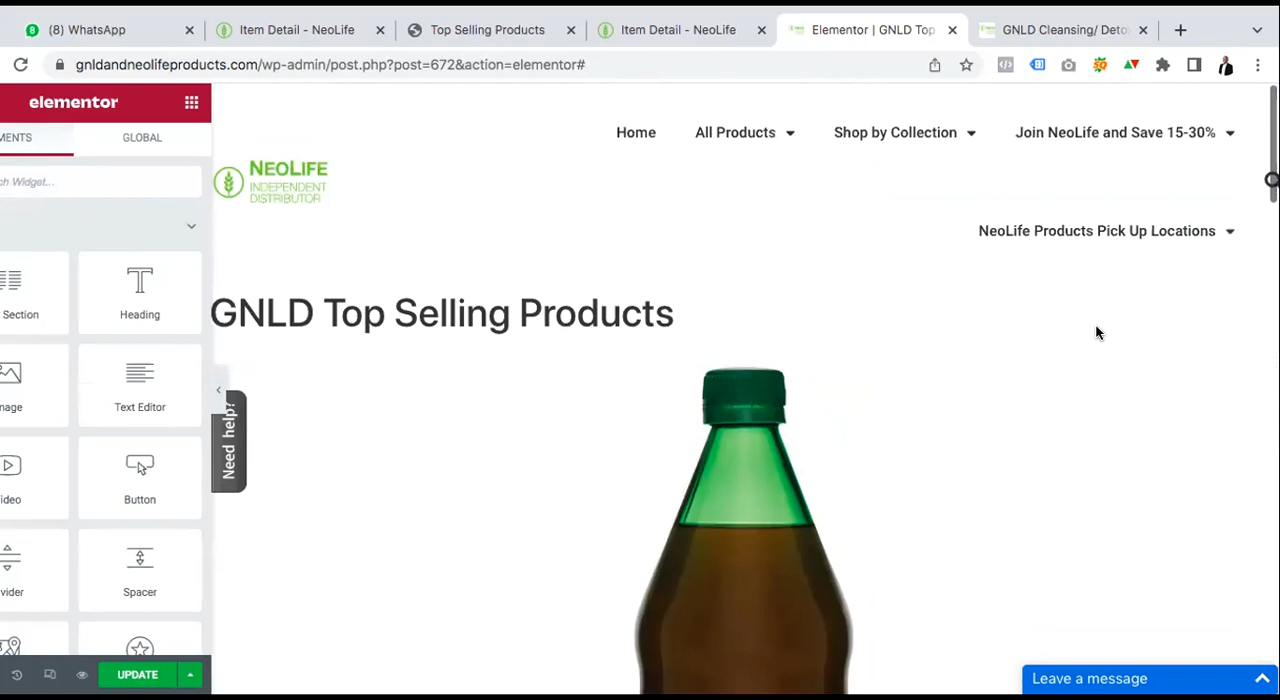 (8) WhatsApp
Item Detail - NeoLife
Top Selling Products
Item Detail - NeoLife
Elementor | GNLD Top
GNLD Cleansing/ Deto
gnldandneolifeproducts.com/wp-admin/post.php?post=672&action=elementor#
elementor
MENTS
GLOBAL
ch Widget...
Section
Heading
mage
Text Editor
ideo
Button
vider
Spacer
UPDATE
Home
All Products
Shop by Collection
Join NeoLife and Save 15-30%
NeoLife Products Pick Up Locations
NEOLIFE
INDEPENDENT
DISTRIBUTOR
GNLD Top Selling Products
Need help?
Leave a message